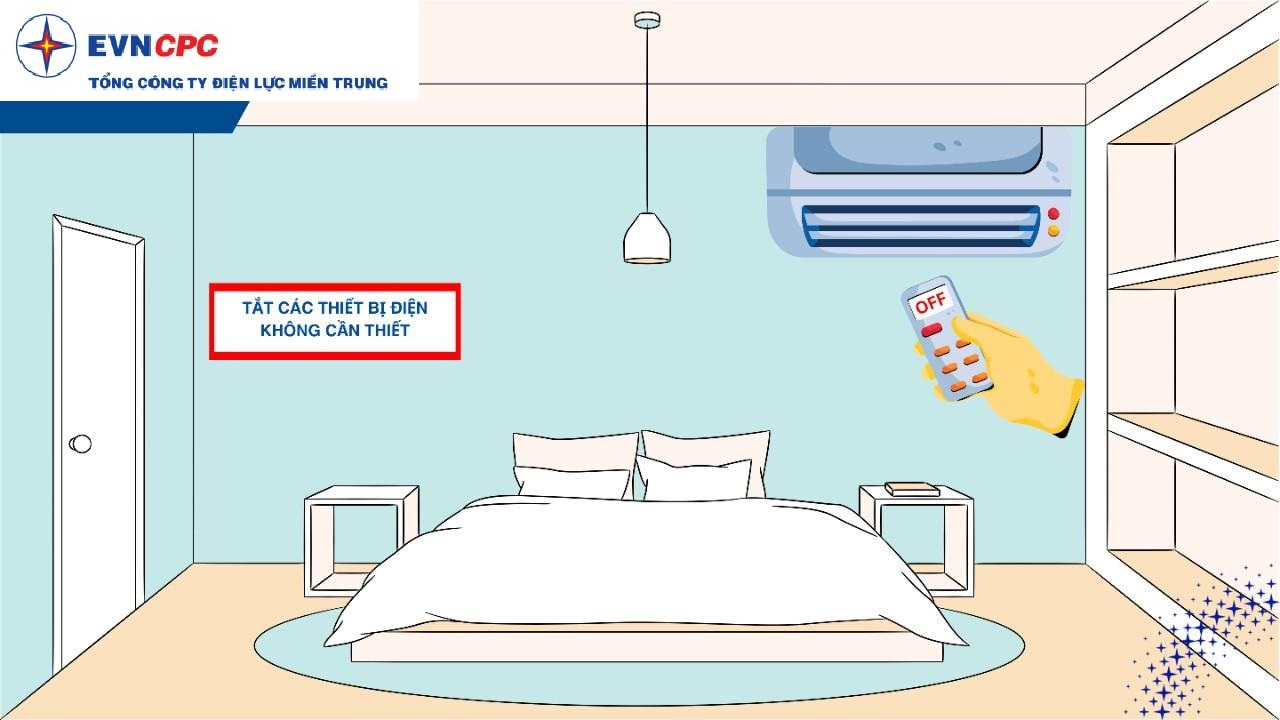 EVNCPC
TỔNG CÔNG TY ĐIỆN LỰC MIỀN TRUNG
TẮT CÁC THIẾT BỊ ĐIỆN
KHÔNG CẦN THIẾT
OFF